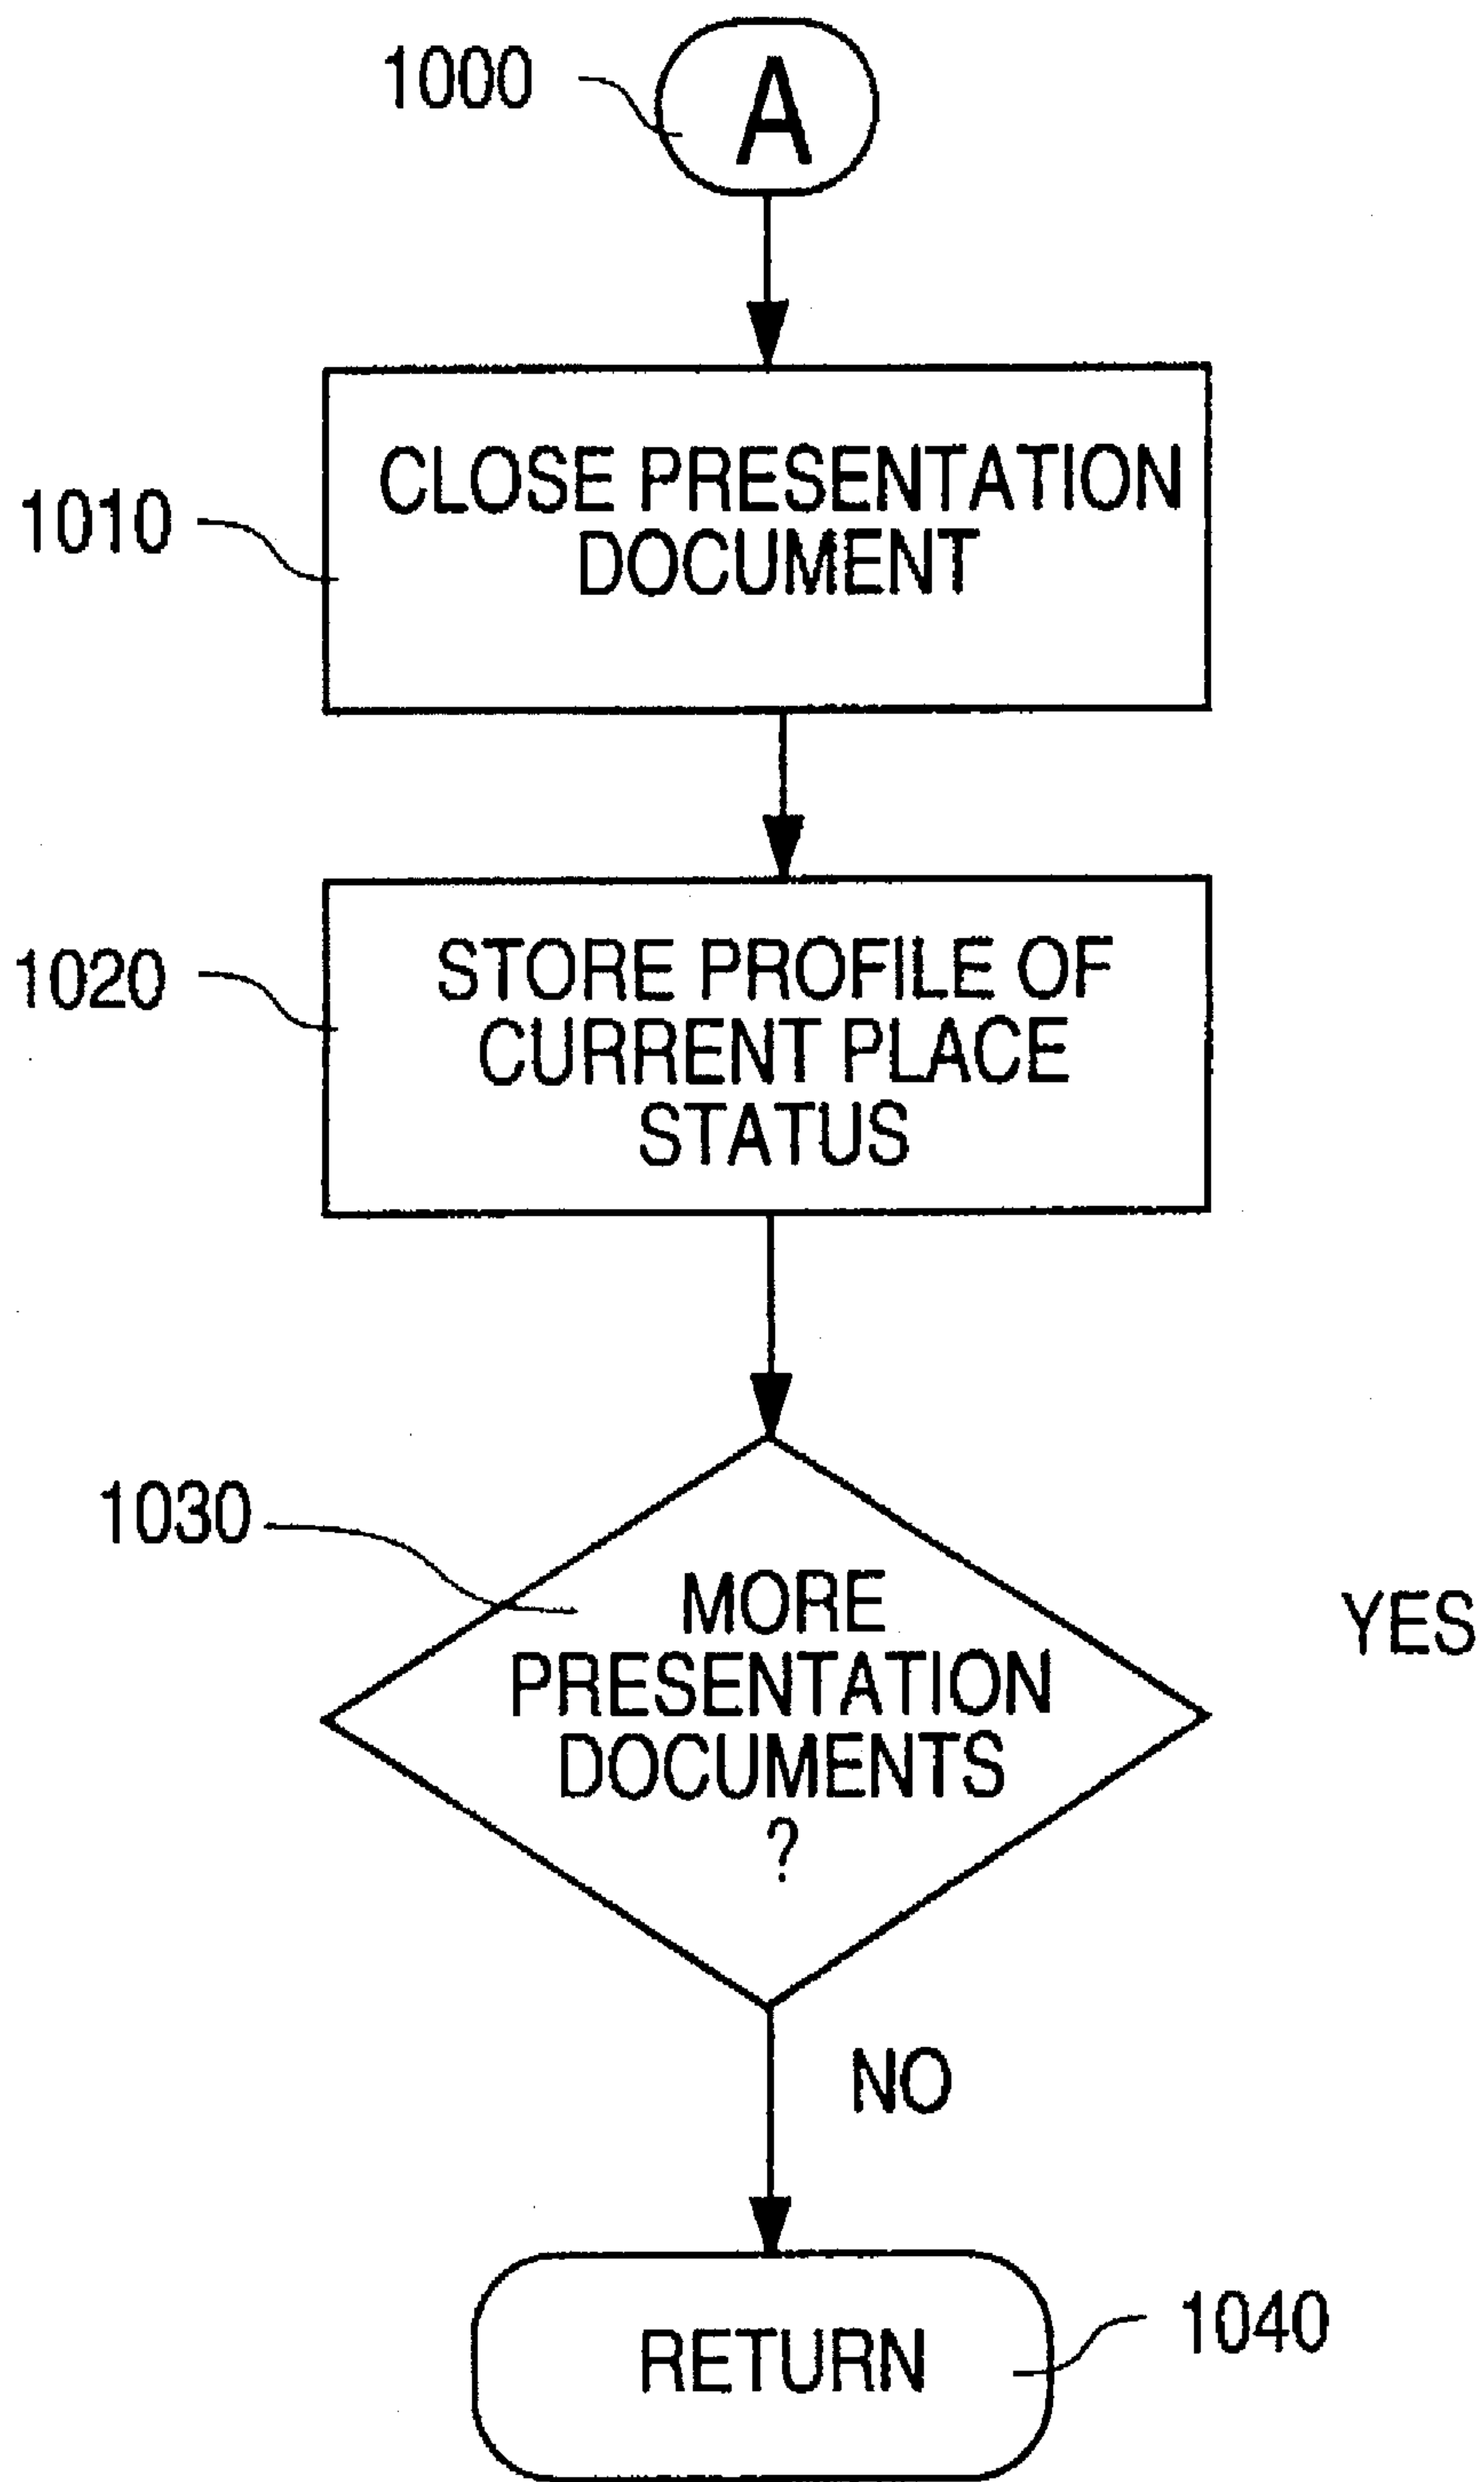 1000
A
1010
CLOSE PRESENTATION
DOCUMENT
1020
STORE PROFILE OF
CURRENT PLACE
STATUS
1030
MORE
PRESENTATION
DOCUMENTS
?
YES
NO
RETURN
1040